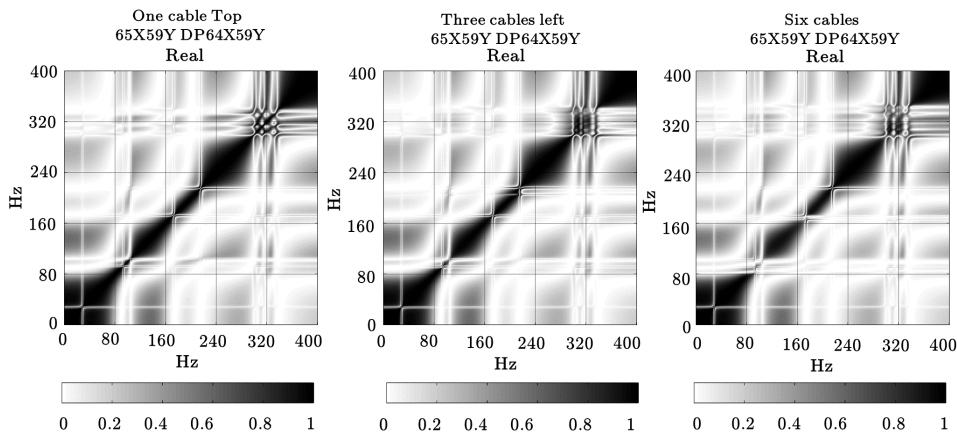 One cable Top
65X59Y DP64X59Y
Real
400
320
240
160
80
0
Hz
0 80 160 240 320 400
Hz
0 0.2 0.4 0.6 0.8 1
Three cables left
65X59Y DP64X59Y
Real
400
320
240
160
80
0
Hz
0 80 160 240 320 400
Hz
0 0.2 0.4 0.6 0.8 1
Six cables
65X59Y DP64X59Y
Real
400
320
240
160
80
0
Hz
0 80 160 240 320 400
Hz
0 0.2 0.4 0.6 0.8 1